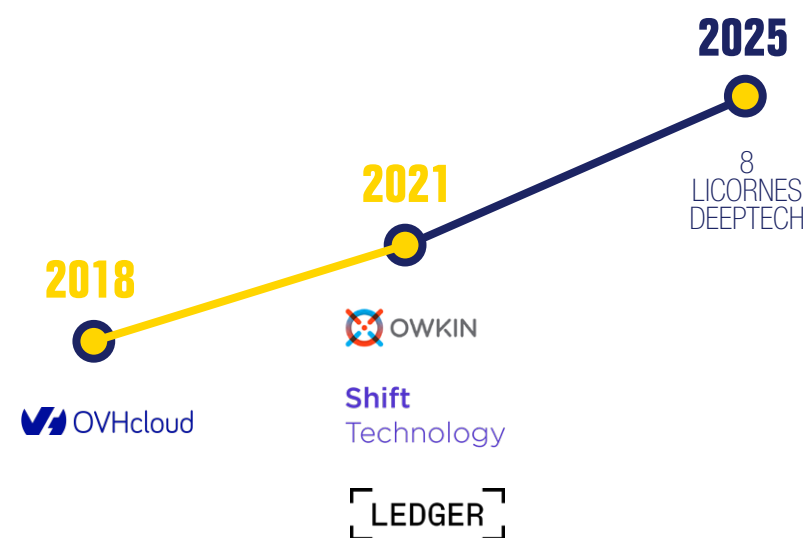 2018
OVHcloud
2021
OWKIN
Shift
Technology
LEDGER
2025
8
LICORNES
DEEPTECH